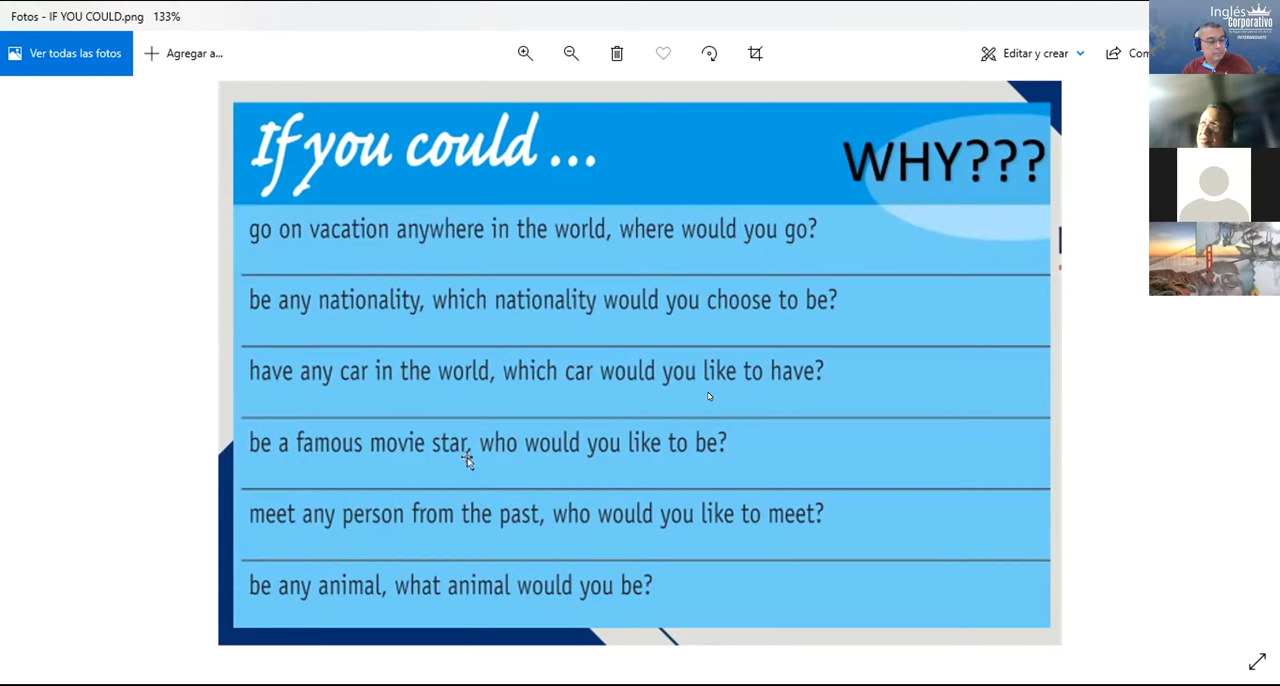 Fotos - IF YOU COULD.png 133%
Ver todas las fotos
Agregar a...
Editar y crear
Inglés
Corporativo
INTERMEDIATE
If you could ...
WHY???
go on vacation anywhere in the world, where would you go?
be any nationality, which nationality would you choose to be?
have any car in the world, which car would you like to have?
be a famous movie star, who would you like to be?
meet any person from the past, who would you like to meet?
be any animal, what animal would you be?